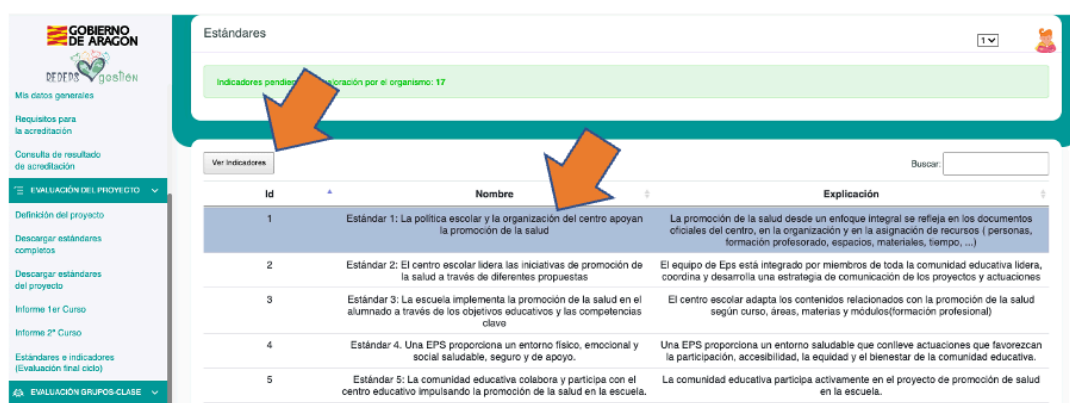 GOBIERNO
DE ARAGON
REDEPS gestión
Mis datos generales
Requisitos para
la acreditación
Consulta de resultado
de acreditación
EVALUACIÓN DEL PROYECTO
Definición del proyecto
Descargar estándares
completos
Descargar estándares
del proyecto
Informe 1er Curso
Informe 2º Curso
Estándares e indicadores
(Evaluación final ciclo)
EVALUACIÓN GRUPOS-CLASE
Estándares
1
Indicadores por el organismo: 17
Ver Indicadores
Buscar:
Id Nombre Explicación
1 Estándar 1: La política escolar y la organización del centro apoyan
la promoción de la salud
La promoción de la salud desde un enfoque integral se refleja en los documentos
oficiales del centro, en la organización y en la asignación de recursos ( personas,
formación profesorado, espacios, materiales, tiempo, ...)
2 Estándar 2: El centro escolar lidera las iniciativas de promoción de
la salud a través de diferentes propuestas
El equipo de Eps está integrado por miembros de toda la comunidad educativa lidera,
coordina y desarrolla una estrategia de comunicación de los proyectos y actuaciones
3 Estándar 3: La escuela implementa la promoción de la salud en el
alumnado a través de los objetivos educativos y las competencias
clave
El centro escolar adapta los contenidos relacionados con la promoción de la salud
según curso, áreas, materias y módulos(formación profesional)
4 Estándar 4. Una EPS proporciona un entorno físico, emocional y
social saludable, seguro y de apoyo.
Una EPS proporciona un entorno saludable que conlleve actuaciones que favorezcan
la participación, accesibilidad, la equidad y el bienestar de la comunidad educativa.
5 Estándar 5: La comunidad educativa colabora y participa con el
centro educativo impulsando la promoción de la salud en la escuela.
La comunidad educativa participa activamente en el proyecto de promoción de salud
en la escuela.